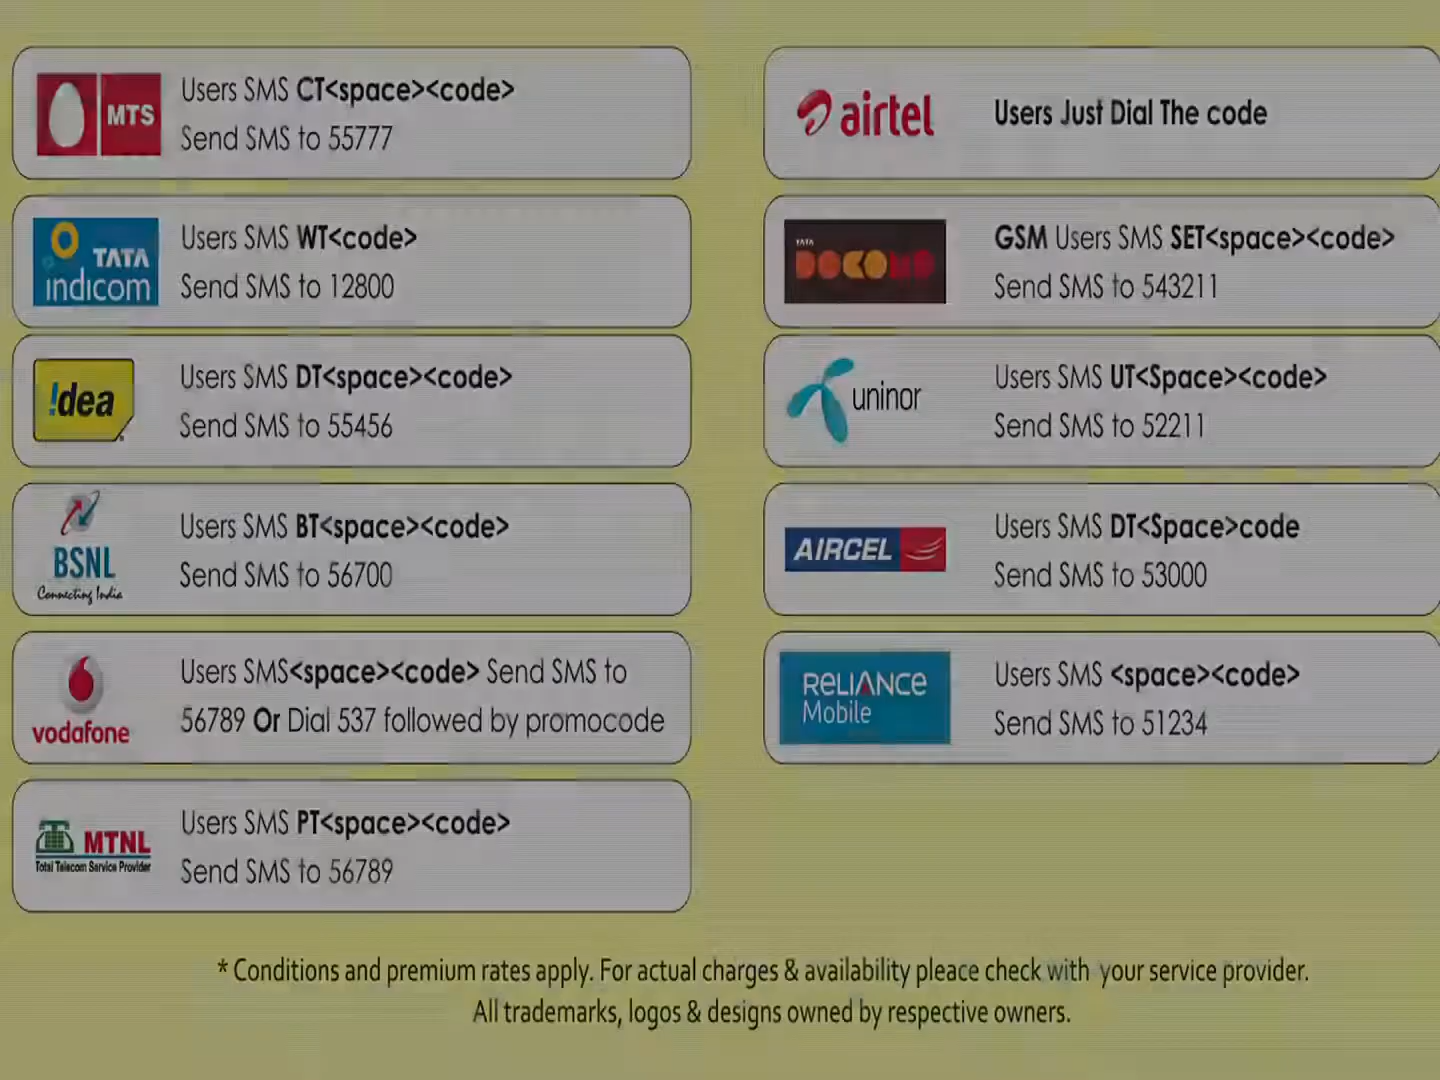 MTS
Users SMS CT<space><code>
Send SMS to 55777
TATA
indicom
Users SMS WT<code>
Send SMS to 12800
!dea
Users SMS DT<space><code>
Send SMS to 55456
BSNL
Connecting India
Users SMS BT<space><code>
Send SMS to 56700
vodafone
Users SMS<space><code> Send SMS to
56789 Or Dial 537 followed by promocode
MTNL
Total Telecom Service Provider
Users SMS PT<space><code>
Send SMS to 56789
airtel
Users Just Dial The code
TATA
DOCOMO
GSM Users SMS SET<space><code>
Send SMS to 543211
uninor
Users SMS UT<Space><code>
Send SMS to 52211
AIRCEL
Users SMS DT<Space>code
Send SMS to 53000
RELIANCe
Mobile
Users SMS <space><code>
Send SMS to 51234
* Conditions and premium rates apply. For actual charges & availability pleace check with your service provider.
All trademarks, logos & designs owned by respective owners.